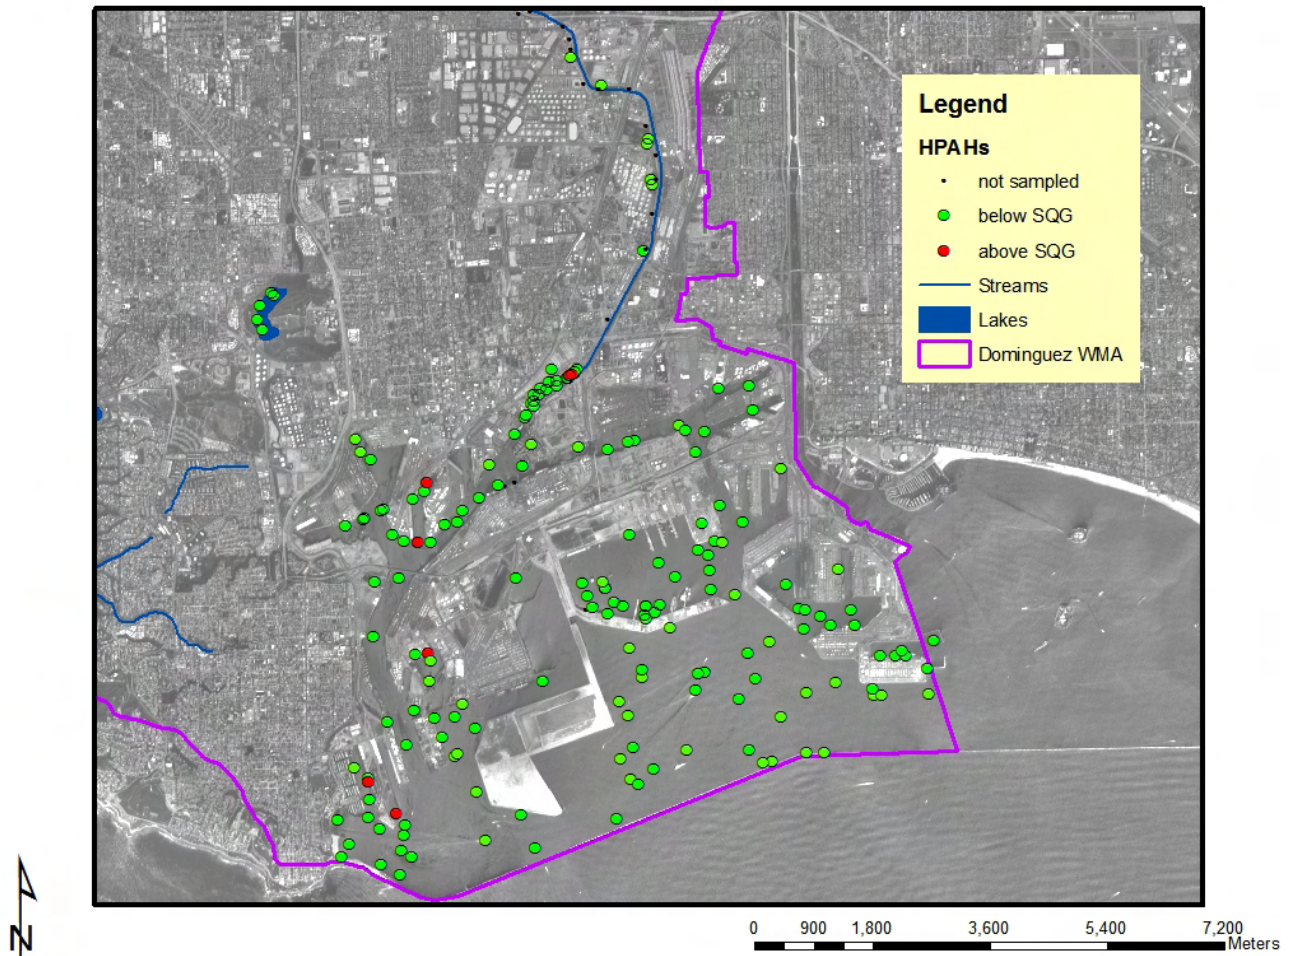 Legend
HPAHs
not sampled
below SQG
above SQG
Streams
Lakes
Dominguez WMA
N
0 900 1,800 3,600 5,400 7,200
Meters